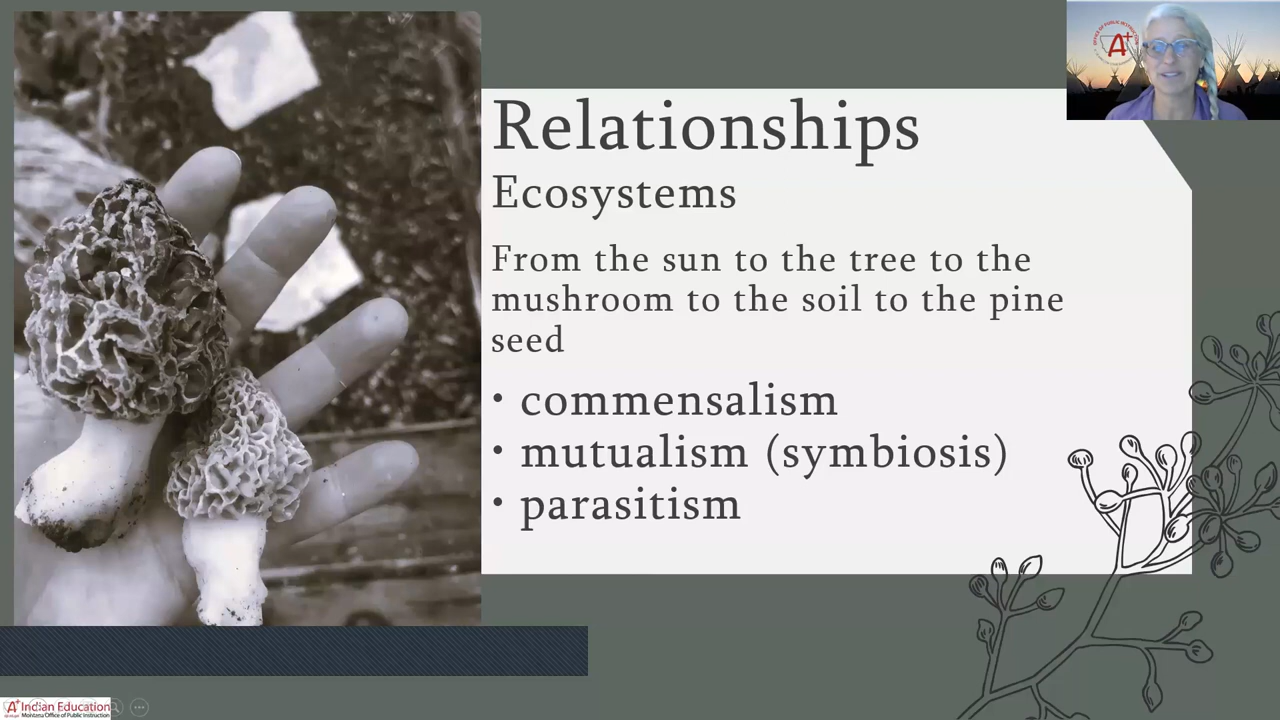 Relationships
Ecosystems
From the sun to the tree to the
mushroom to the soil to the pine
seed
• commensalism
• mutualism (symbiosis)
• parasitism
A+
A+ Indian Education
Montana Office of Public Instruction